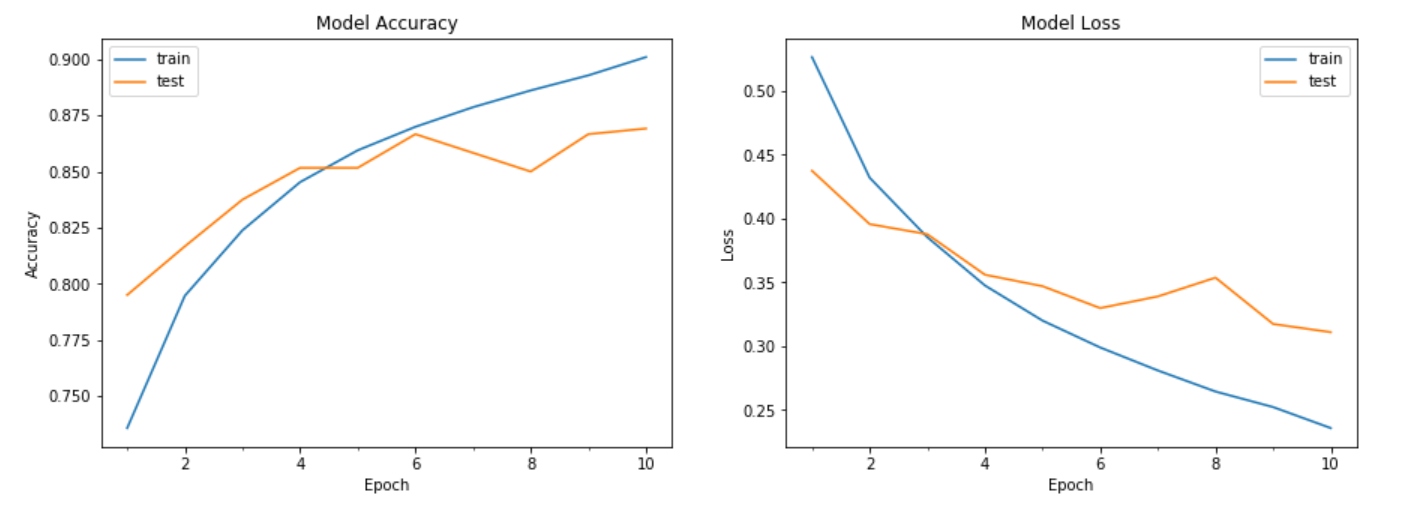 Model Accuracy
train
test
0.900
0.875
0.850
0.825
0.800
0.775
0.750
Accuracy
2 4 6 8 10
Epoch
Model Loss
train
test
0.50
0.45
0.40
0.35
0.30
0.25
Loss
2 4 6 8 10
Epoch